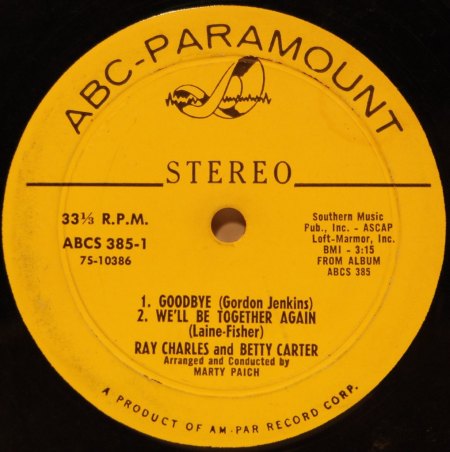 ABC-PARAMOUNT
STEREO
33⅓ R.P.M.
ABCS 385-1
75-10386
Southern Music
Pub., Inc. - ASCAP
Loft-Marmor, Inc.
BMI - 3:15
FROM ALBUM
ABCS 385
1. GOODBYE (Gordon Jenkins)
2. WE'LL BE TOGETHER AGAIN
(Laine-Fisher)
RAY CHARLES and BETTY CARTER
Arranged and Conducted by
MARTY PAICH
A PRODUCT OF AM-PAR RECORD CORP.